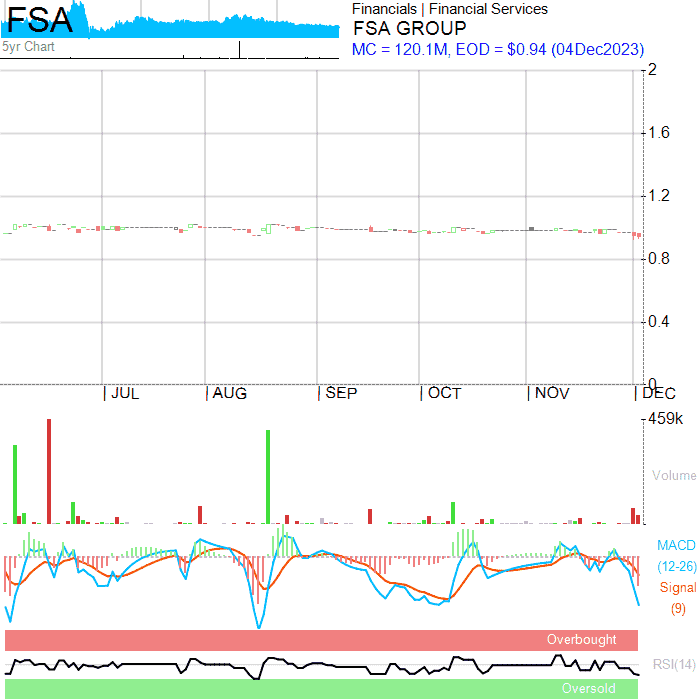 FSA
5yr Chart
Financials | Financial Services
FSA GROUP
MC = 120.1M, EOD = $0.94 (04Dec2023)
2
1.6
1.2
0.8
0.4
0
JUL AUG SEP OCT NOV DEC
459k
Volume
MACD
(12-26)
Signal
(9)
Overbought
RSI(14)
Oversold